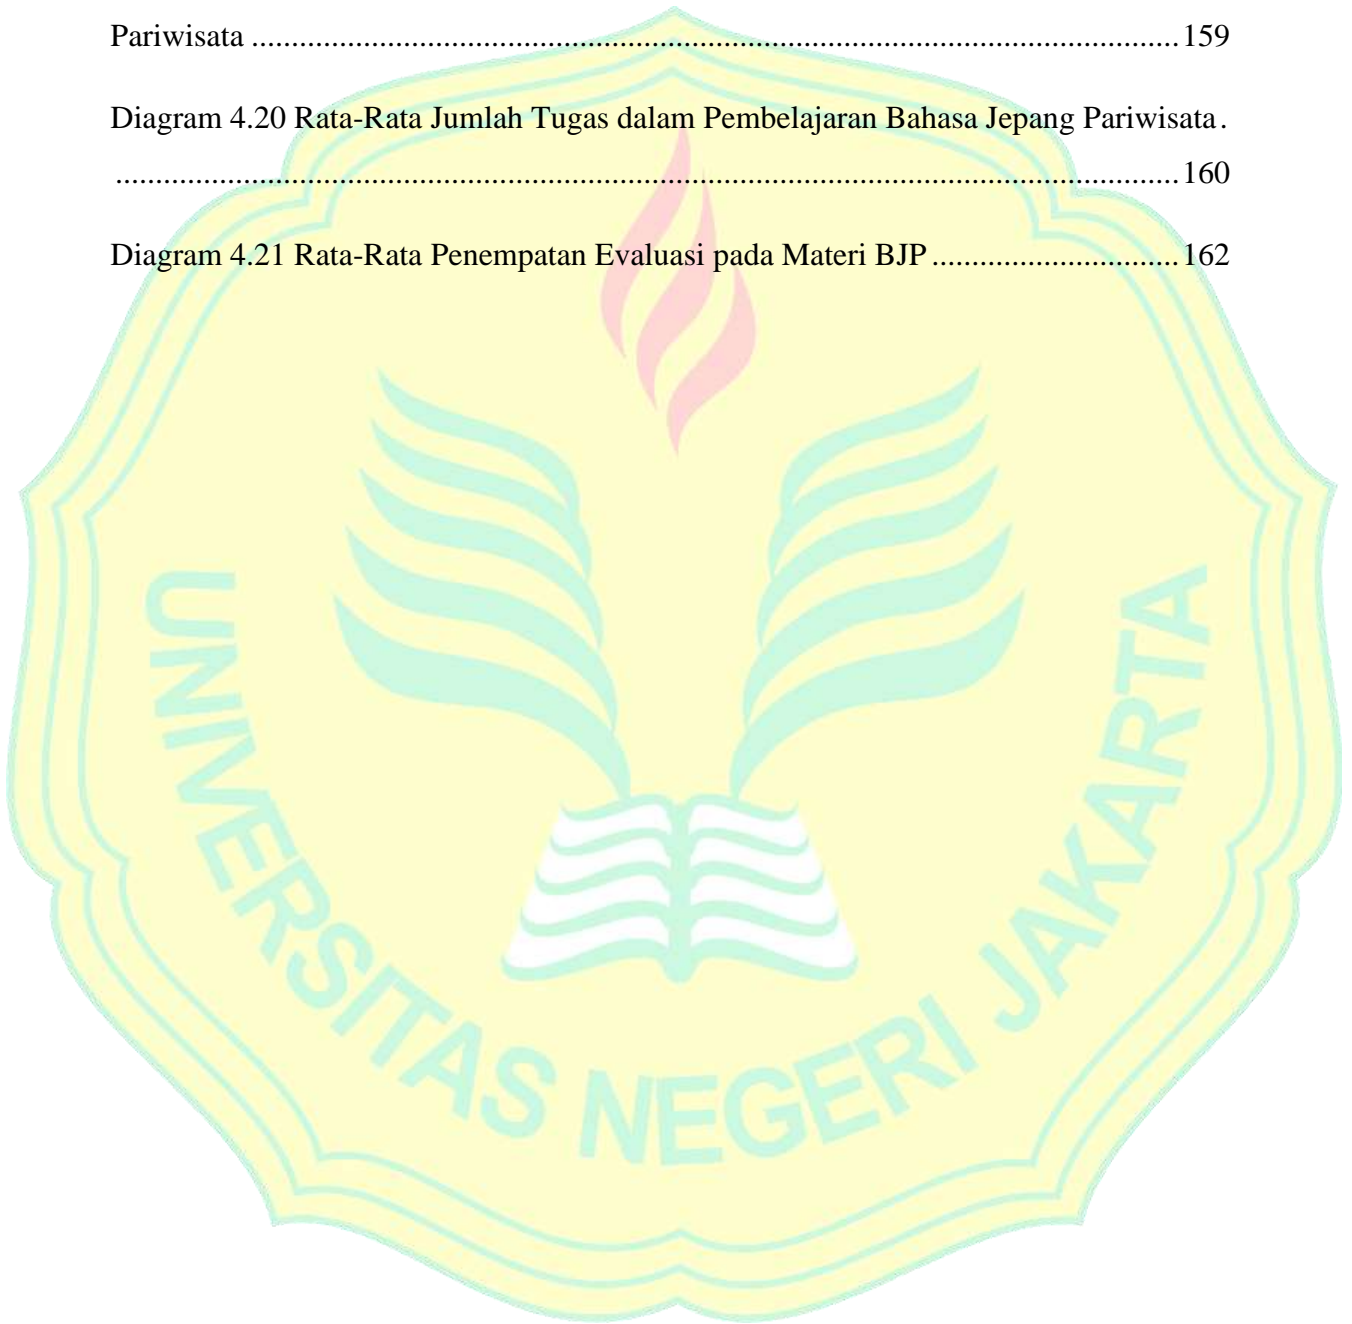 Pariwisata ....................................................................................................................159
Diagram 4.20 Rata-Rata Jumlah Tugas dalam Pembelajaran Bahasa Jepang Pariwisata.
.....................................................................................................................................160
Diagram 4.21 Rata-Rata Penempatan Evaluasi pada Materi BJP ...............................162
UNIVERSITAS NEGERI JAKARTA